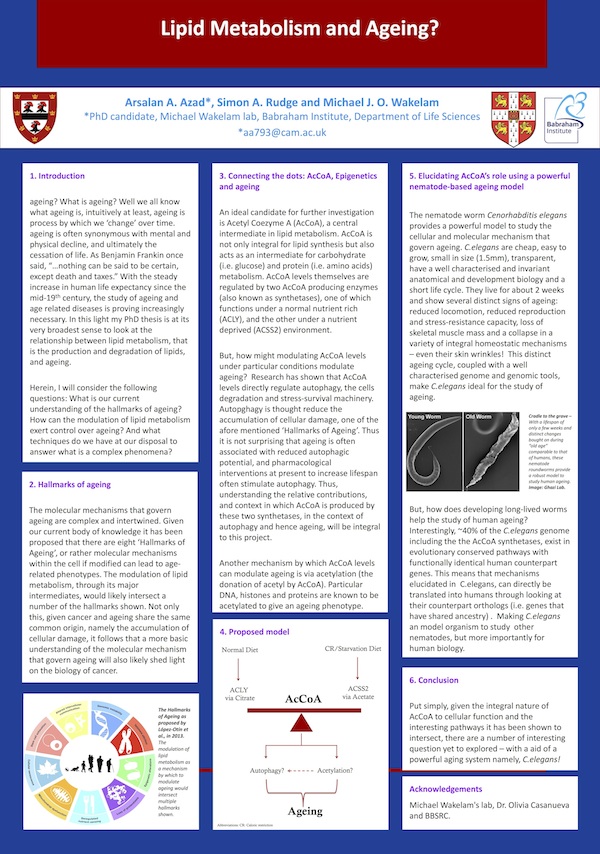 Lipid Metabolism and Ageing?
Arsalan A. Azad*, Simon A. Rudge and Michael J. O. Wakelam
*PhD candidate, Michael Wakelam lab, Babraham Institute, Department of Life Sciences
*aa793@cam.ac.uk
Babraham
Institute
1. Introduction
ageing? What is ageing? Well we all know
what ageing is, intuitively at least, ageing is
process by which we ‘change’ over time.
ageing is often synonymous with mental and
physical decline, and ultimately the
cessation of life. As Benjamin Frankin once
said, “...nothing can be said to be certain,
except death and taxes.” With the steady
increase in human life expectancy since the
mid-19th century, the study of ageing and
age related diseases is proving increasingly
necessary. In this light my PhD thesis is at its
very broadest sense to look at the
relationship between lipid metabolism, that
is the production and degradation of lipids,
and ageing.
Herein, I will consider the following
questions: What is our current
understanding of the hallmarks of ageing?
How can the modulation of lipid metabolism
exert control over ageing? And what
techniques do we have at our disposal to
answer what is a complex phenomena?
2. Hallmarks of ageing
The molecular mechanisms that govern
ageing are complex and intertwined. Given
our current body of knowledge it has been
proposed that there are eight ‘Hallmarks of
Ageing’, or rather molecular mechanisms
within the cell if modified can lead to age-
related phenotypes. The modulation of lipid
metabolism, through its major
intermediates, would likely intersect a
number of the hallmarks shown. Not only
this, given cancer and ageing share the same
common origin, namely the accumulation of
cellular damage, it follows that a more basic
understanding of the molecular mechanism
that govern ageing will also likely shed light
on the biology of cancer.
The Hallmarks
of Ageing as
proposed by
López-Otín et
al., in 2013.
The
modulation of
lipid
metabolism as
a mechanism
by which to
modulate
ageing would
intersect
multiple
hallmarks
shown.
3. Connecting the dots: AcCoA, Epigenetics
and ageing
An ideal candidate for further investigation
is Acetyl Coezyme A (AcCoA), a central
intermediate in lipid metabolism. AcCoA is
not only integral for lipid synthesis but also
acts as an intermediate for carbohydrate
(i.e. glucose) and protein (i.e. amino acids)
metabolism. AcCoA levels themselves are
regulated by two AcCoA producing enzymes
(also known as synthetases), one of which
functions under a normal nutrient rich
(ACLY), and the other under a nutrient
deprived (ACSS2) environment.
But, how might modulating AcCoA levels
under particular conditions modulate
ageing?  Research has shown that AcCoA
levels directly regulate autophagy, the cells
degradation and stress-survival machinery.
Autopghagy is thought reduce the
accumulation of cellular damage, one of the
afore mentioned ‘Hallmarks of Ageing’. Thus
it is not surprising that ageing is often
associated with reduced autophagic
potential, and pharmacological
interventions at present to increase lifespan
often stimulate autophagy. Thus,
understanding the relative contributions,
and context in which AcCoA is produced by
these two synthetases, in the context of
autophagy and hence ageing, will be integral
to this project.
Another mechanism by which AcCoA levels
can modulate ageing is via acetylation (the
donation of acetyl by AcCoA). Particular
DNA, histones and proteins are known to be
acetylated to give an ageing phenotype.
4. Proposed model
Normal Diet
CR/Starvation Diet
ACLY
via Citrate
AcCoA
ACSS2
via Acetate
Autophagy?
Acetylation?
Ageing
Abbreviations: CR: Calorie restriction
5. Elucidating AcCoA’s role using a powerful
nematode-based ageing model
The nematode worm Cenorhabditis elegans
provides a powerful model to study the
cellular and molecular mechanism that
govern ageing. C.elegans are cheap, easy to
grow, small in size (1.5mm), transparent,
have a well characterised and invariant
anatomical and development biology and a
short life cycle. They live for about 2 weeks
and show several distinct signs of ageing:
reduced locomotion, reduced reproduction
and stress-resistance capacity, loss of
skeletal muscle mass and a collapse in a
variety of integral homeostatic mechanisms
– even their skin wrinkles!  This distinct
ageing cycle, coupled with a well
characterised genome and genomic tools,
make C.elegans ideal for the study of
ageing.
Young Worm
Old Worm
Cradle to the grave –
With a lifespan of
only a few weeks and
distinct changes
bought on during
“old age”
comparable to that
of humans, these
nematode
roundworms provide
a robust model to
study human ageing.
Image: Ghazi Lab.
But, how does developing long-lived worms
help the study of human ageing?
Interestingly, ~40% of the C.elegans genome
including the the AcCoA synthetases, exist in
evolutionary conserved pathways with
functionally identical human counterpart
genes. This means that mechanisms
elucidated in  C.elegans, can directly be
translated into humans through looking at
their counterpart orthologs (i.e. genes that
have shared ancestry) .  Making C.elegans
an model organism to study  other
nematodes, but more importantly for
human biology.
6. Conclusion
Put simply, given the integral nature of
AcCoA to cellular function and the
interesting pathways it has been shown to
intersect, there are a number of interesting
question yet to explored – with a aid of a
powerful aging system namely, C.elegans!
Acknowledgements
Michael Wakelam's lab, Dr. Olivia Casanueva
and BBSRC.